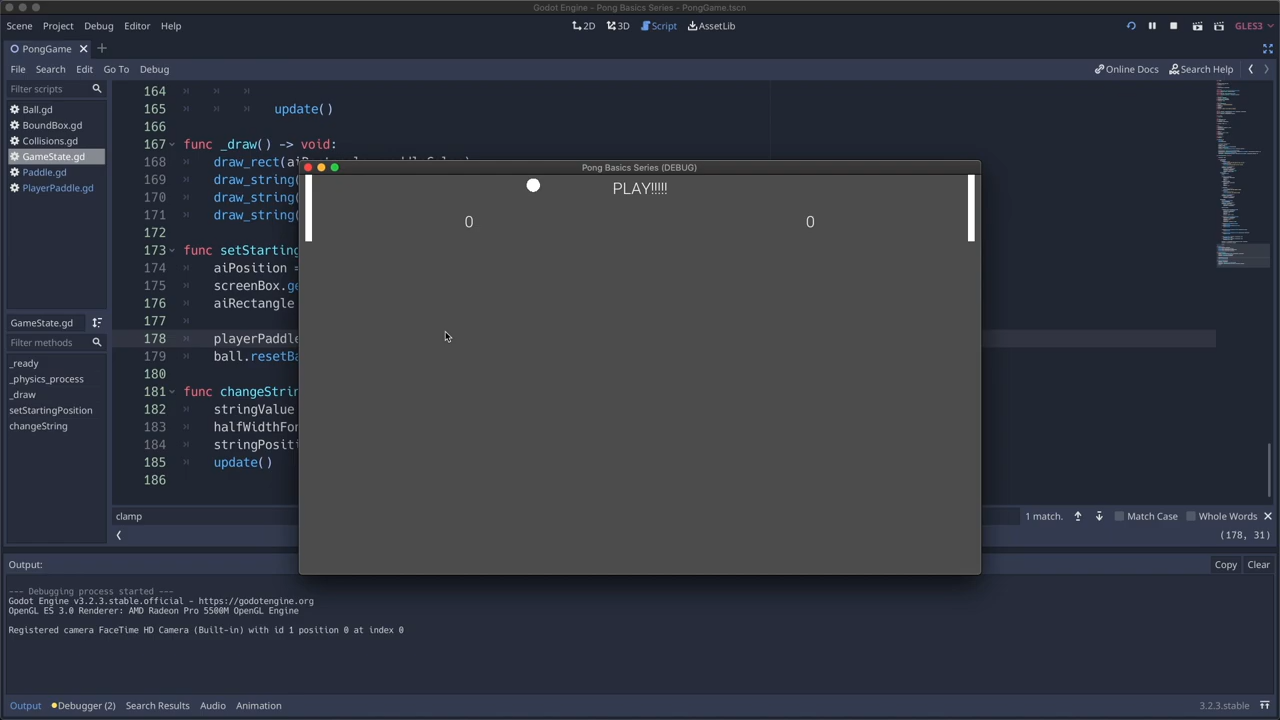 Godot Engine - Pong Basics Series - PongGame.tscn
Scene Project Debug Editor Help
2D 3D Script AssetLib
GLES3
PongGame
File Search Edit Go To Debug
Online Docs Search Help
Filter scripts
Ball.gd
BoundBox.gd
Collisions.gd
GameState.gd
Paddle.gd
PlayerPaddle.gd
GameState.gd
Filter methods
_ready
_physics_process
_draw
setStartingPosition
changeString
164
165 update()
166
167 func _draw() -> void:
168 draw_rect(
169 draw_string(
170 draw_string(
171 draw_string(
172
173 func setStarting
174 aiPosition =
175 screenBox.ge
176 aiRectangle
177
178 playerPaddle
179 ball.resetBa
180
181 func changeStrin
182 stringValue
183 halfWidthFon
184 stringPositi
185 update()
186
Pong Basics Series (DEBUG)
PLAY!!!!!
0 0
clamp
1 match. Match Case Whole Words
(178, 31)
Output:
Copy Clear
--- Debugging process started ---
Godot Engine v3.2.3.stable.official - https://godotengine.org
OpenGL ES 3.0 Renderer: AMD Radeon Pro 5500M OpenGL Engine
Registered camera FaceTime HD Camera (Built-in) with id 1 position 0 at index 0
Output Debugger (2) Search Results Audio Animation
3.2.3.stable